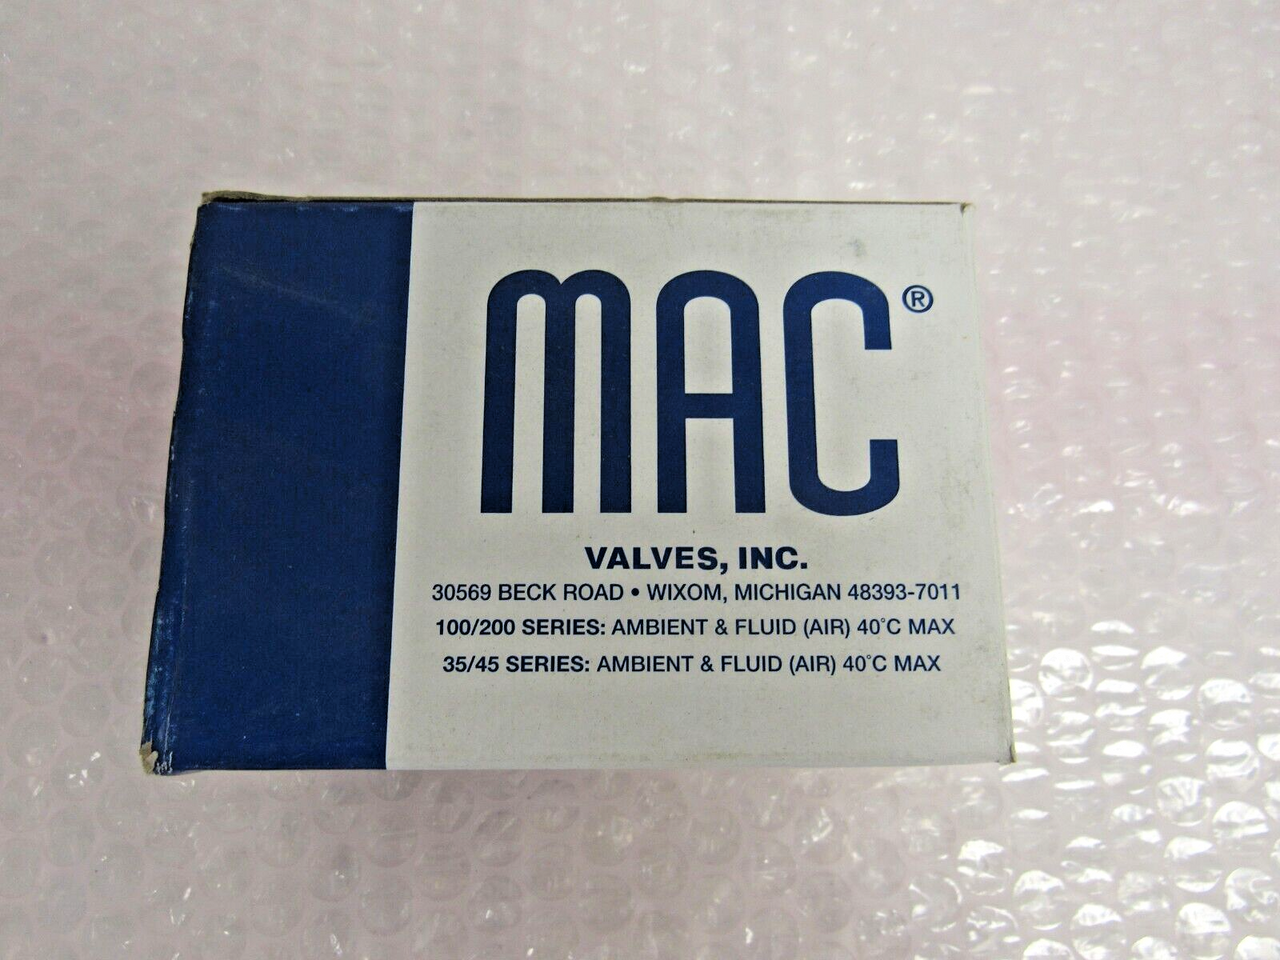 MAC®
VALVES, INC.
30569 BECK ROAD • WIXOM, MICHIGAN 48393-7011
100/200 SERIES: AMBIENT & FLUID (AIR) 40°C MAX
35/45 SERIES: AMBIENT & FLUID (AIR) 40°C MAX